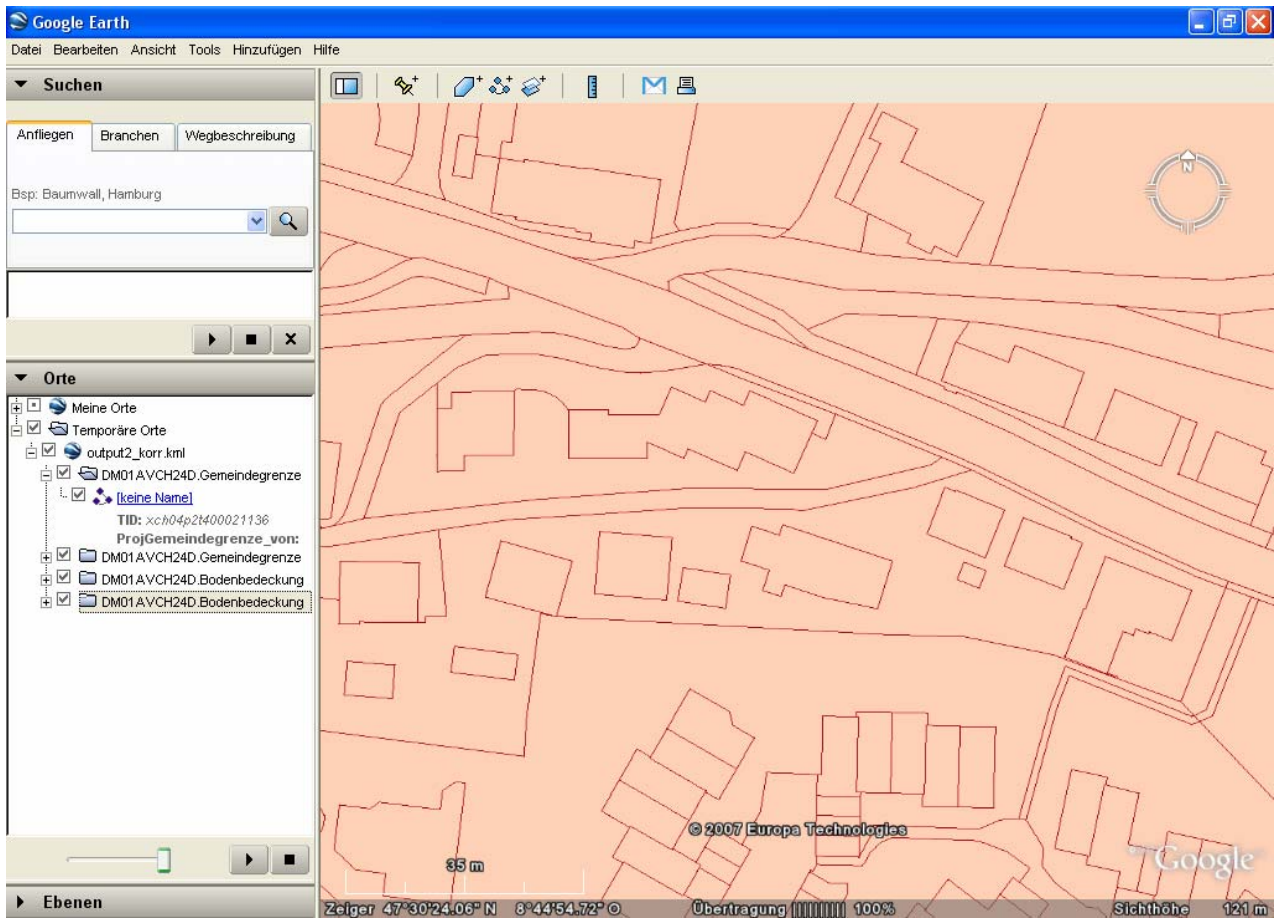 Google Earth
Datei Bearbeiten Ansicht Tools Hinzufügen Hilfe
Suchen
Anfliegen Branchen Wegbeschreibung
Bsp: Baumwall, Hamburg
Orte
Meine Orte
Temporäre Orte
output2_korr.kml
DM01AVCH24D.Gemeindegrenze
[keine Name]
TID: xch04p2t400021136
ProjGemeindegrenze_von:
DM01AVCH24D.Gemeindegrenze
DM01AVCH24D.Bodenbedeckung
DM01AVCH24D.Bodenbedeckung
Ebenen
N
© 2007 Europa Technologies
Google
35 m
Zeiger 47°30'24.06" N 8°44'54.72" O Übertragung 100% Sichthöhe 121 m